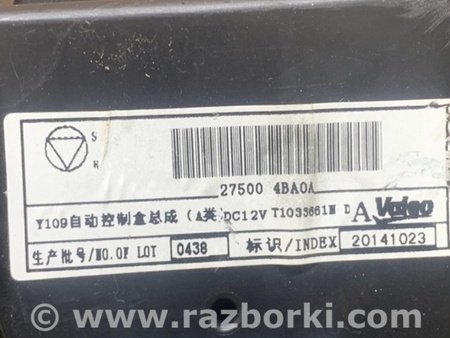 S
R
27500 4BA0A
Y109自动控制盒总成(A类)DC12V T1033661M D A Valeo
生产批号/NO.OF LOT 0438 标识/INDEX 20141023
© www.razborki.com